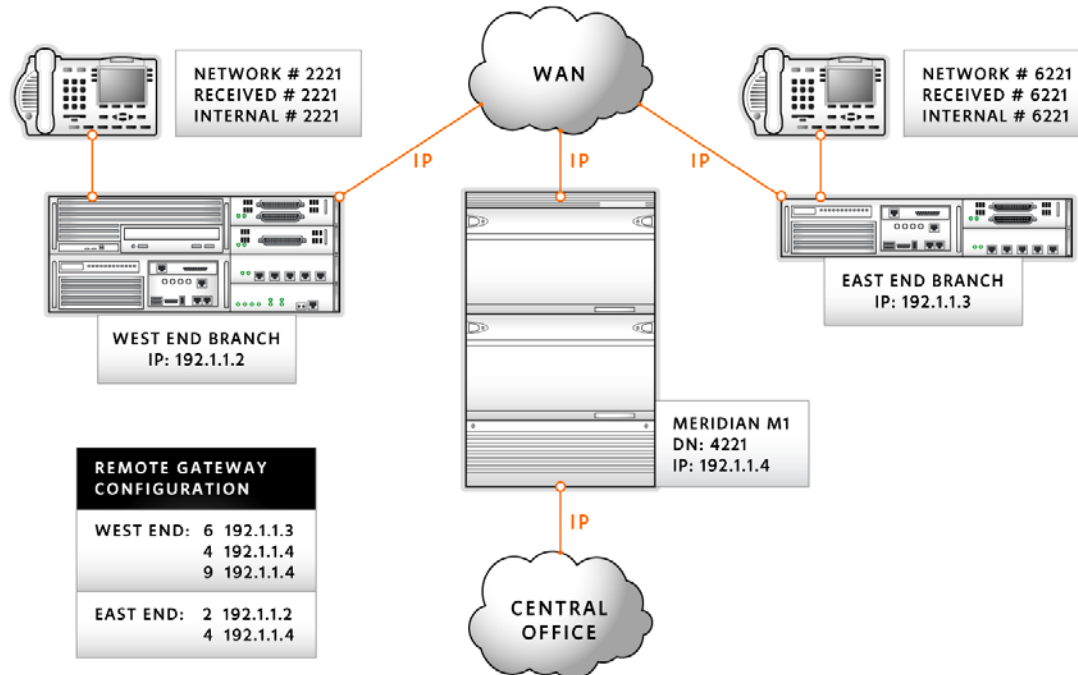 NETWORK # 2221
RECEIVED # 2221
INTERNAL # 2221
WAN
NETWORK # 6221
RECEIVED # 6221
INTERNAL # 6221
IP
IP
IP
WEST END BRANCH
IP: 192.1.1.2
EAST END BRANCH
IP: 192.1.1.3
MERIDIAN M1
DN: 4221
IP: 192.1.1.4
REMOTE GATEWAY
CONFIGURATION
WEST END: 6 192.1.1.3
4 192.1.1.4
9 192.1.1.4
EAST END: 2 192.1.1.2
4 192.1.1.4
IP
CENTRAL
OFFICE